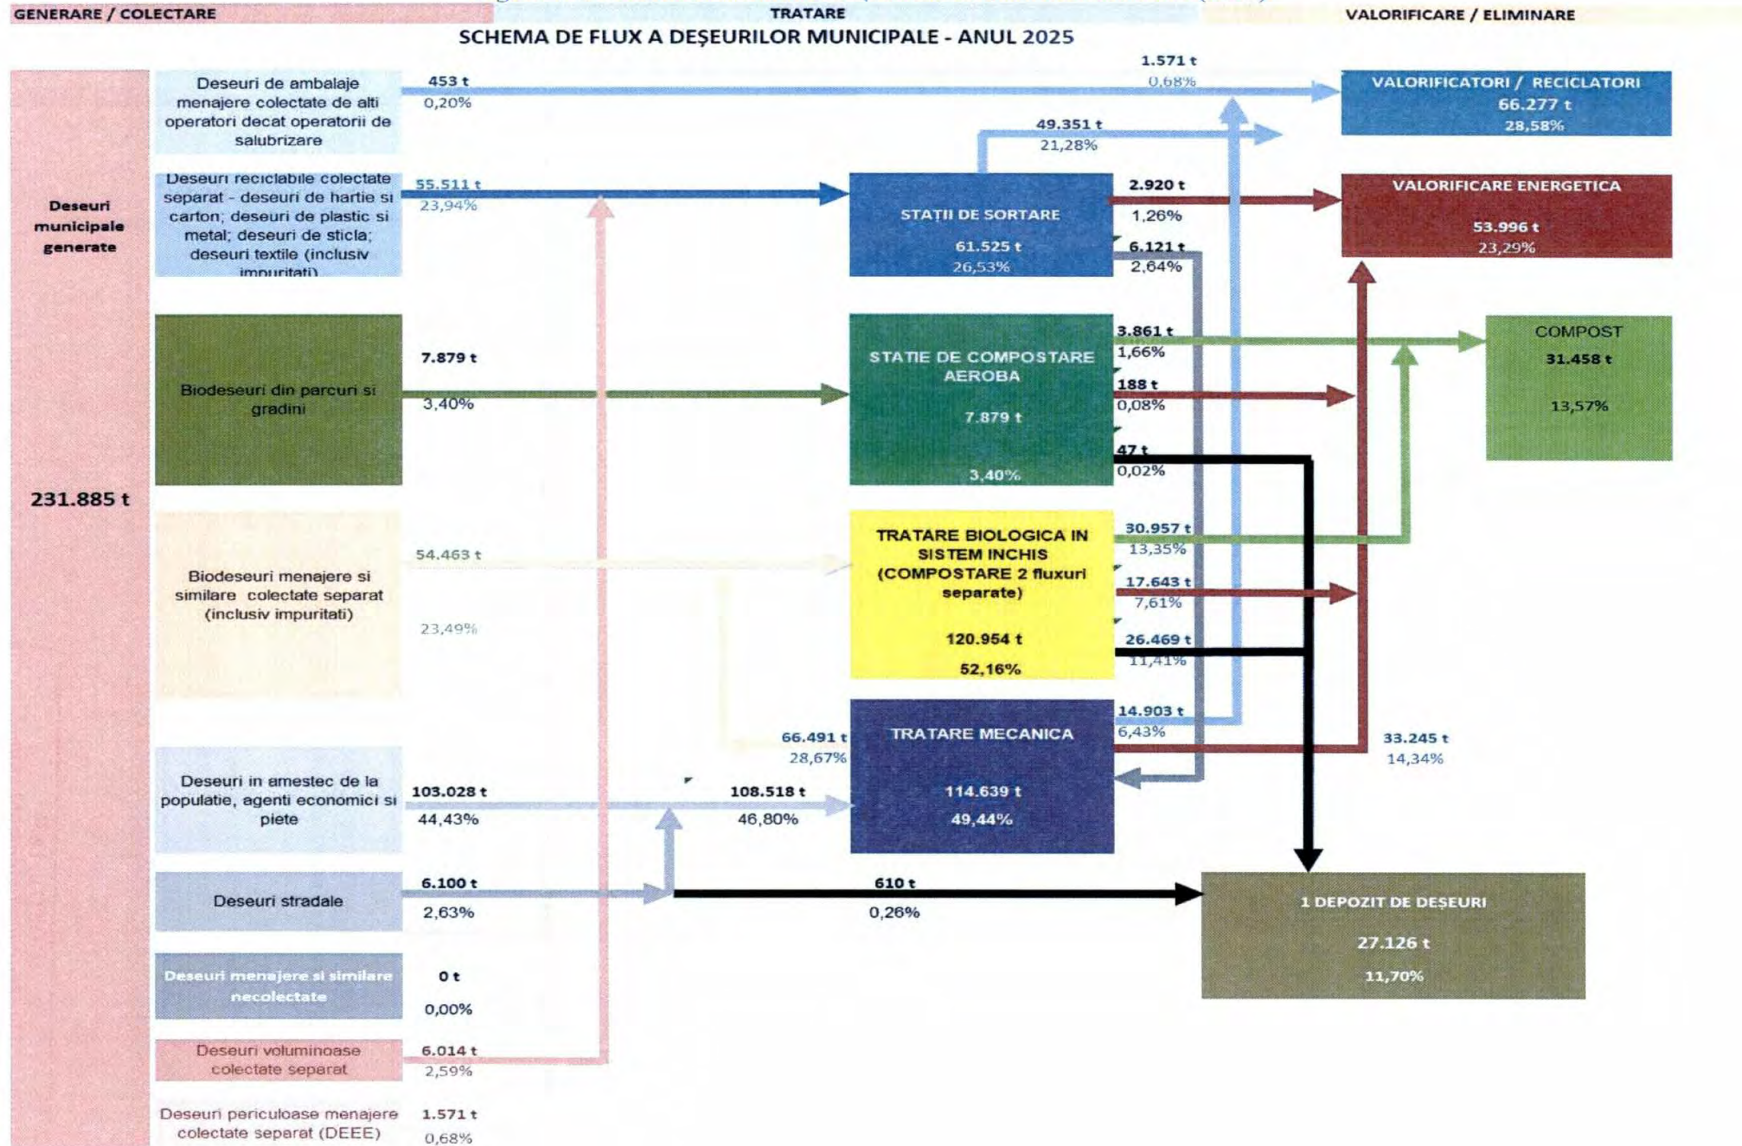 GENERARE / COLECTARE
TRATARE
VALORIFICARE / ELIMINARE
SCHEMA DE FLUX A DEȘEURILOR MUNICIPALE - ANUL 2025
Deseuri
municipale
generate
231.885 t
Deseuri de ambalaje
menajere colectate de alti
operatori decat operatorii de
salubrizare
453 t
0,20%
1.571 t
0,68%
VALORIFICATORI / RECICLATORI
66.277 t
28,58%
49.351 t
21,28%
Deseuri reciclabile colectate
separat - deseuri de hartie si
carton; deseuri de plastic si
metal; deseuri de sticla;
deseuri textile (inclusiv
impuritati)
55.511 t
23,94%
STAȚII DE SORTARE
61.525 t
26,53%
2.920 t
1,26%
6.121 t
2,64%
VALORIFICARE ENERGETICA
53.996 t
23,29%
Biodeseuri din parcuri si
gradini
7.879 t
3,40%
STATIE DE COMPOSTARE
AEROBA
7.879 t
3,40%
3.861 t
1,66%
188 t
0,08%
47 t
0,02%
COMPOST
31.458 t
13,57%
Biodeseuri menajere si
similare colectate separat
(inclusiv impuritati)
54.463 t
23,49%
TRATARE BIOLOGICA IN
SISTEM INCHIS
(COMPOSTARE 2 fluxuri
separate)
120.954 t
52,16%
30.957 t
13,35%
17.643 t
7,61%
26.469 t
11,41%
66.491 t
28,67%
TRATARE MECANICA
114.639 t
49,44%
14.903 t
6,43%
33.245 t
14,34%
Deseuri in amestec de la
populatie, agenti economici si
piete
103.028 t
44,43%
108.518 t
46,80%
Deseuri stradale
6.100 t
2,63%
610 t
0,26%
1 DEPOZIT DE DEȘEURI
27.126 t
11,70%
Deseuri menajere si similare
necolectate
0 t
0,00%
Deseuri voluminoase
colectate separat
6.014 t
2,59%
Deseuri periculoase menajere
colectate separat (DEEE)
1.571 t
0,68%